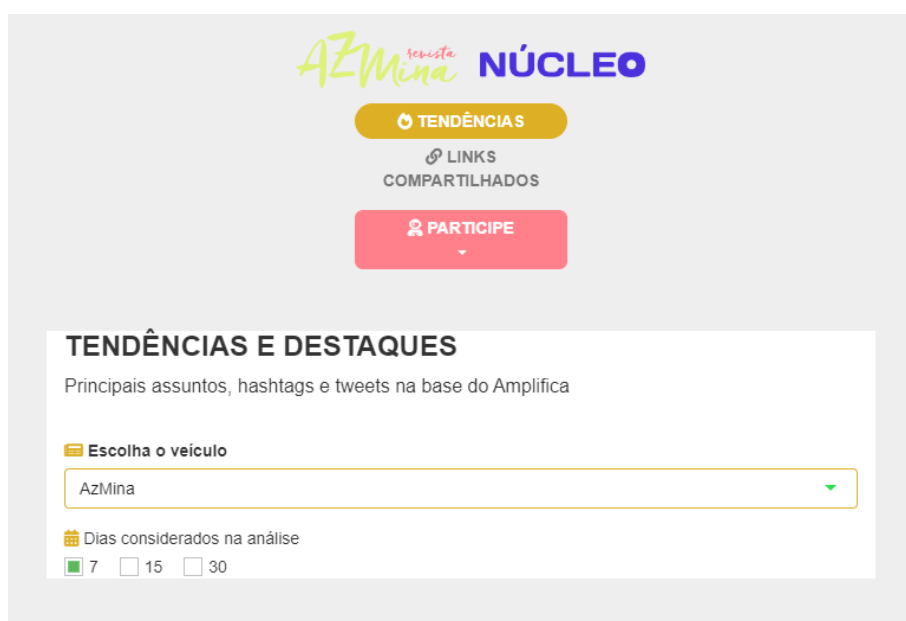 AZMina revista NÚCLEO
TENDÊNCIAS
LINKS
COMPARTILHADOS
PARTICIPE
TENDÊNCIAS E DESTAQUES
Principais assuntos, hashtags e tweets na base do Amplifica
Escolha o veículo
AzMina
Dias considerados na análise
7 15 30